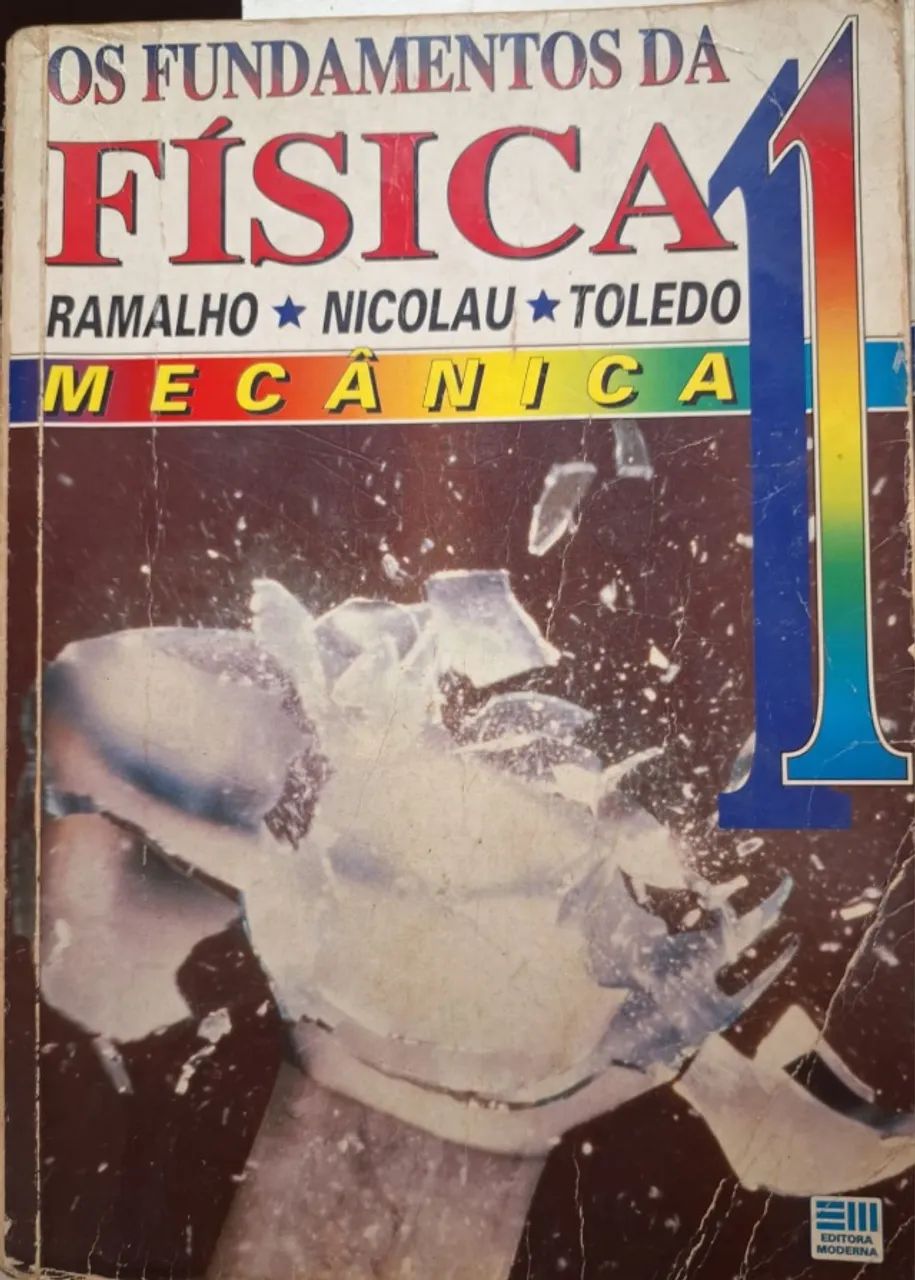 OS FUNDAMENTOS DA
FÍSICA
1
RAMALHO ★ NICOLAU ★ TOLEDO
MECÂNICA
EDITORA
MODERNA